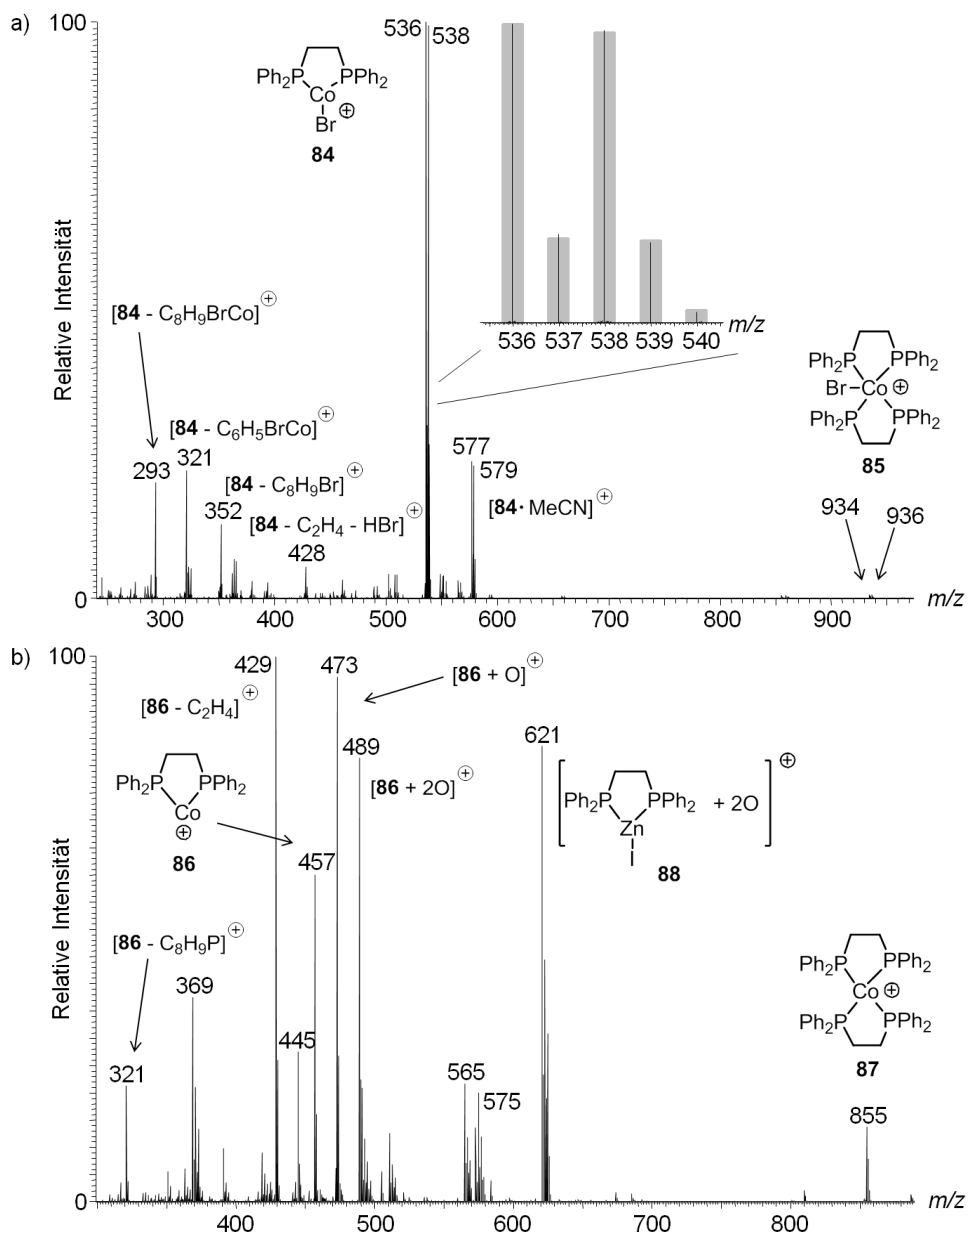 a)
100
536
538
Ph₂P
PPh₂
Co
⊕
Br
84
536 537 538 539 540
m/z
Relative Intensität
[84 - C₈H₉BrCo]⊕
[84 - C₆H₅BrCo]⊕
293
321
[84 - C₈H₉Br]⊕
352
[84 - C₂H₄ - HBr]⊕
428
577
579
[84· MeCN]⊕
Ph₂P
PPh₂
Br
Co
⊕
Ph₂P
PPh₂
85
934
936
0
300 400 500 600 700 800 900
m/z
b)
100
429
473
[86 + O]⊕
[86 - C₂H₄]⊕
489
[86 + 2O]⊕
621
Ph₂P
PPh₂
+ 2O
⊕
Zn
I
88
Ph₂P
PPh₂
Co
⊕
86
457
Relative Intensität
[86 - C₈H₉P]⊕
369
445
321
565
575
Ph₂P
PPh₂
Co
⊕
Ph₂P
PPh₂
87
855
0
400 500 600 700 800
m/z